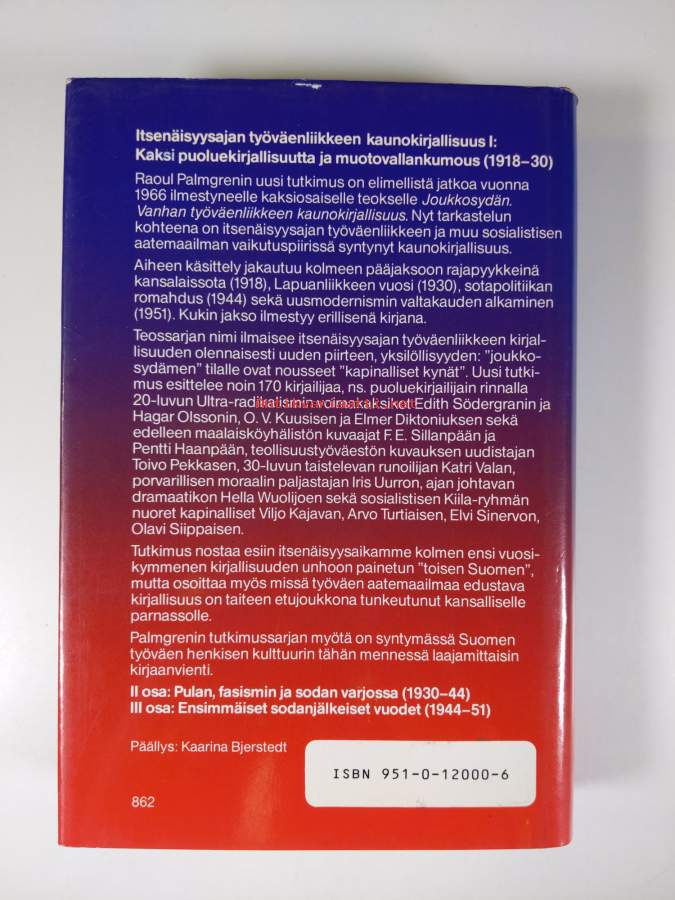 Itsenäisyysajan työväenliikkeen kaunokirjallisuus I:
Kaksi puoluekirjallisuutta ja muotovallankumous (1918–30)
Raoul Palmgrenin uusi tutkimus on elimellistä jatkoa vuonna
1966 ilmestyneelle kaksiosaiselle teokselle Joukkosydän.
Vanhan työväenliikkeen kaunokirjallisuus. Nyt tarkastelun
kohteena on itsenäisyysajan työväenliikkeen ja muu sosialistisen
aatemaailman vaikutuspiirissä syntynyt kaunokirjallisuus.
Aiheen käsittely jakautuu kolmeen pääjaksoon rajapyykkeinä
kansalaissota (1918), Lapuanliikkeen vuosi (1930), sotapolitiikan
romahdus (1944) sekä uusmodernismin valtakauden alkaminen
(1951). Kukin jakso ilmestyy erillisenä kirjana.
Teossarjan nimi ilmaisee itsenäisyysajan työväenliikkeen kirjal-
lisuuden olennaisesti uuden piirteen, yksilöllisyyden: "joukko-
sydämen" tilalle ovat nousseet "kapinalliset kynät". Uusi tutki-
mus esittelee noin 170 kirjailijaa, ns. puoluekirjailijain rinnalla
20-luvun Ultra-radikalismin voimakaksikot Edith Södergranin ja
Hagar Olssonin, O. V. Kuusisen ja Elmer Diktoniuksen sekä
edelleen maalaisköyhälistön kuvaajat F. E. Sillanpään ja
Pentti Haanpään, teollisuustyöväestön kuvauksen uudistajan
Toivo Pekkasen, 30-luvun taistelevan runoilijan Katri Valan,
porvarillisen moraalin paljastajan Iris Uurron, ajan johtavan
dramaatikon Hella Wuolijoen sekä sosialistisen Kiila-ryhmän
nuoret kapinalliset Viljo Kajavan, Arvo Turtiaisen, Elvi Sinervon,
Olavi Siippaisen.
Tutkimus nostaa esiin itsenäisyysaikamme kolmen ensi vuosi-
kymmenen kirjallisuuden unhoon painetun "toisen Suomen",
mutta osoittaa myös missä työväen aatemaailmaa edustava
kirjallisuus on taiteen etujoukkona tunkeutunut kansalliselle
parnassolle.
Palmgrenin tutkimussarjan myötä on syntymässä Suomen
työväen henkisen kulttuurin tähän mennessä laajamittaisin
kirjaanvienti.
II osa: Pulan, fasismin ja sodan varjossa (1930–44)
III osa: Ensimmäiset sodanjälkeiset vuodet (1944–51)
Päällys: Kaarina Bjerstedt
ISBN 951-0-12000-6
862